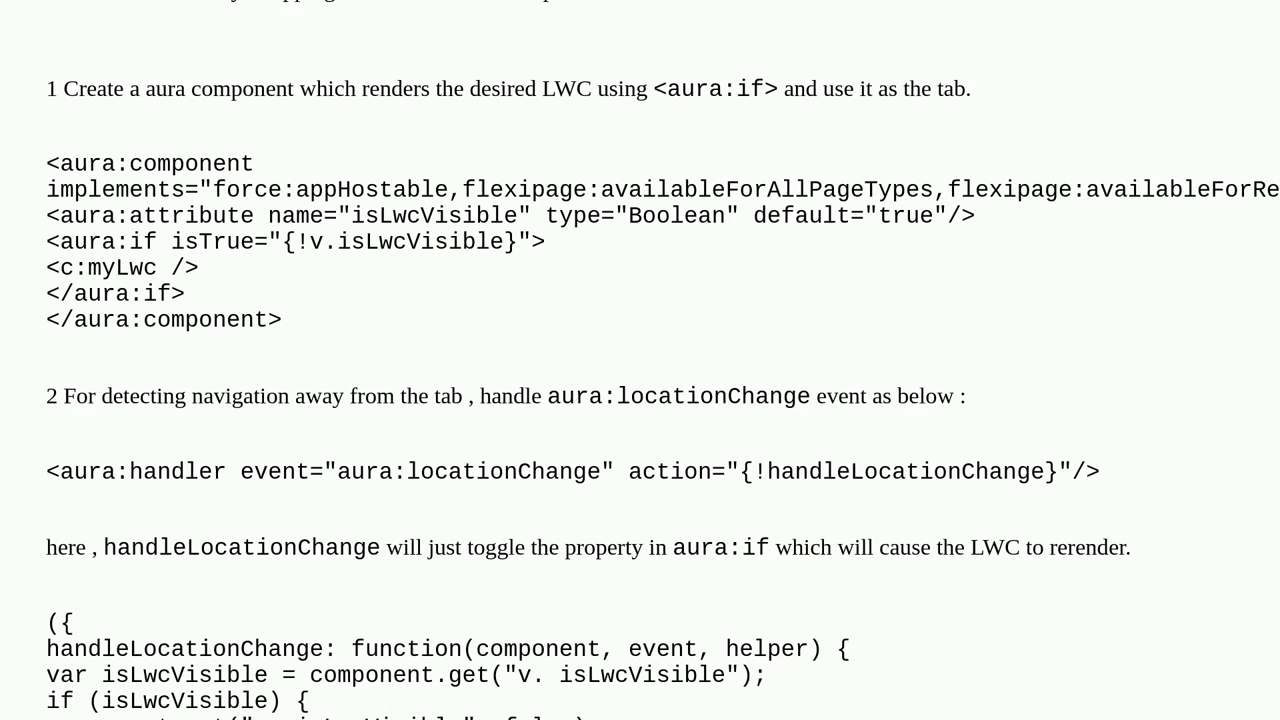 1 Create a aura component which renders the desired LWC using <aura:if> and use it as the tab.
<aura:component
implements="force:appHostable,flexipage:availableForAllPageTypes,flexipage:availableForRe
<aura:attribute name="isLwcVisible" type="Boolean" default="true"/>
<aura:if isTrue="{!v.isLwcVisible}">
<c:myLwc />
</aura:if>
</aura:component>
2 For detecting navigation away from the tab , handle aura:locationChange event as below :
<aura:handler event="aura:locationChange" action="{!handleLocationChange}"/>
here , handleLocationChange will just toggle the property in aura:if which will cause the LWC to rerender.
({
handleLocationChange: function(component, event, helper) {
var isLwcVisible = component.get("v. isLwcVisible");
if (isLwcVisible) {